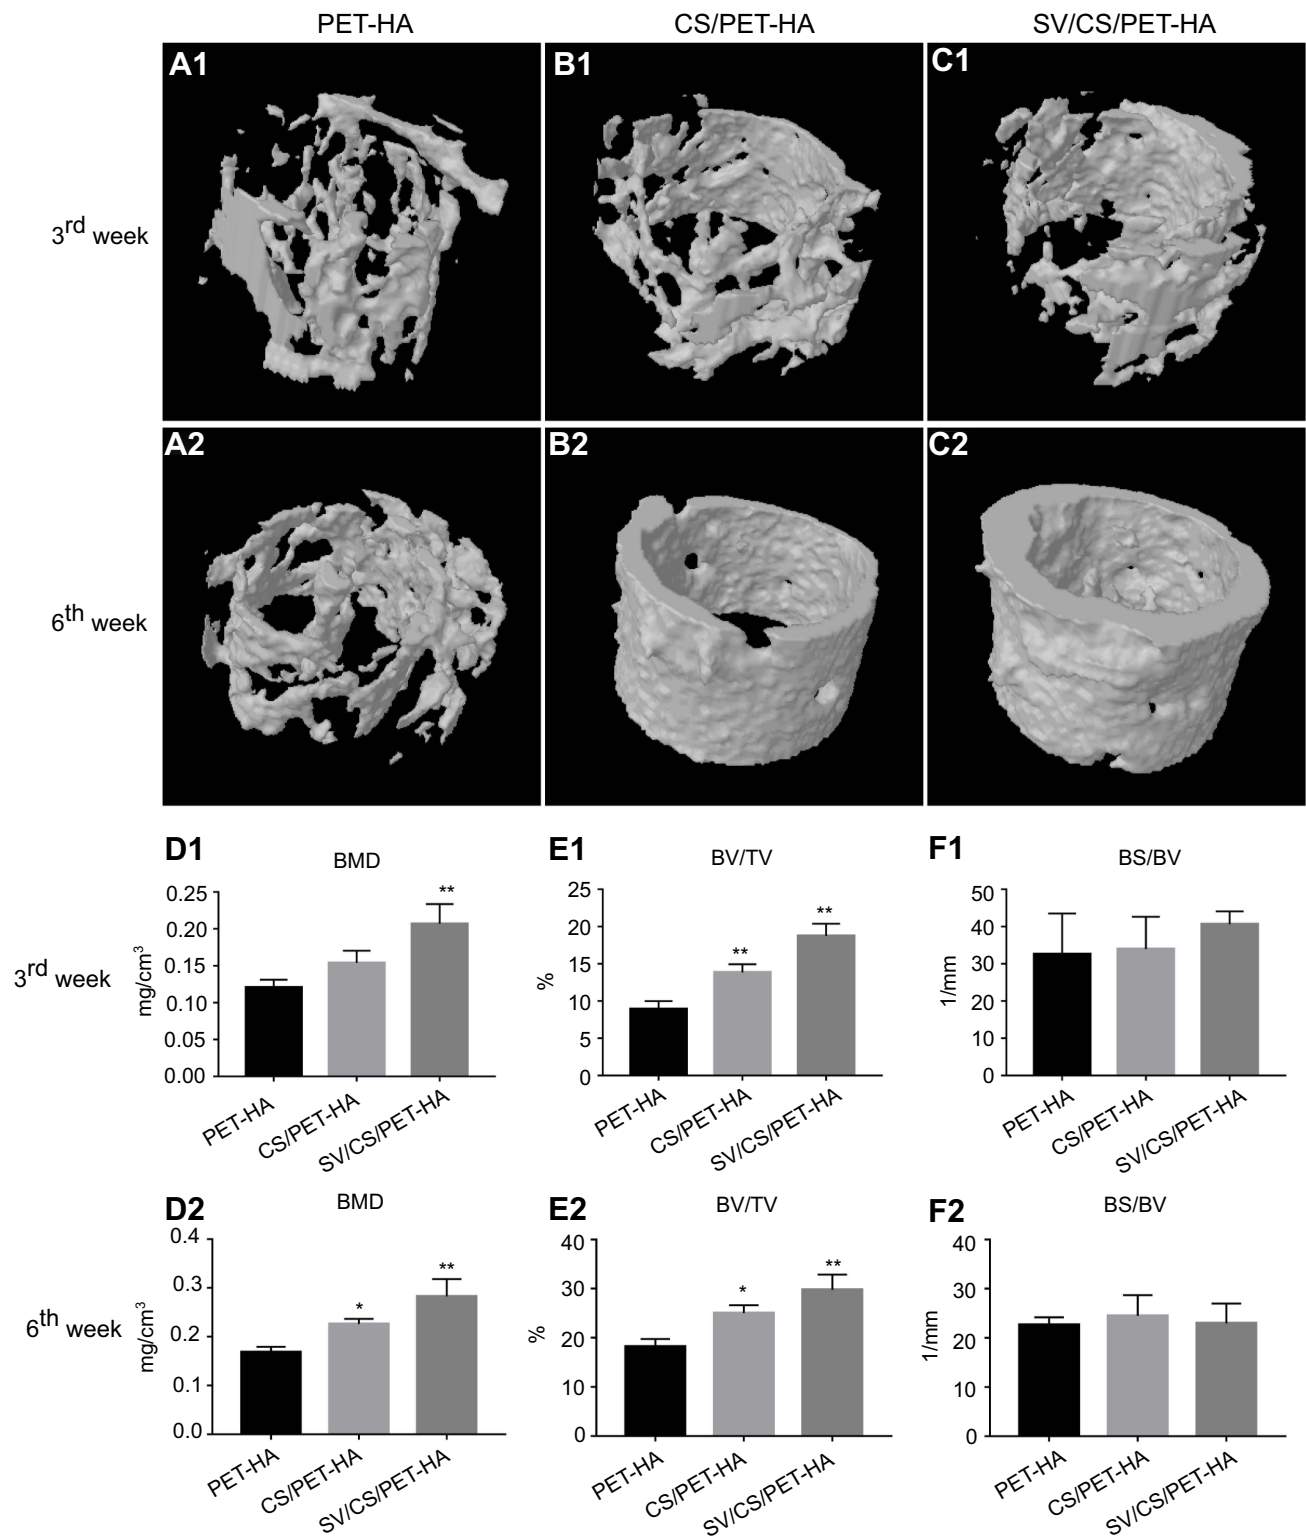 PET-HA CS/PET-HA SV/CS/PET-HA
A1 B1 C1
3rd week
A2 B2 C2
6th week
D1 E1 F1
BMD BV/TV BS/BV
3rd week
mg/cm3
0.25
0.20
0.15
0.10
0.05
0.00
**
PET-HA
CS/PET-HA
SV/CS/PET-HA
%
25
20
15
10
5
0
**
**
PET-HA
CS/PET-HA
SV/CS/PET-HA
1/mm
50
40
30
20
10
0
PET-HA
CS/PET-HA
SV/CS/PET-HA
D2 E2 F2
BMD BV/TV BS/BV
6th week
mg/cm3
0.4
0.3
0.2
0.1
0.0
*
**
PET-HA
CS/PET-HA
SV/CS/PET-HA
%
40
30
20
10
0
*
**
PET-HA
CS/PET-HA
SV/CS/PET-HA
1/mm
40
30
20
10
0
PET-HA
CS/PET-HA
SV/CS/PET-HA